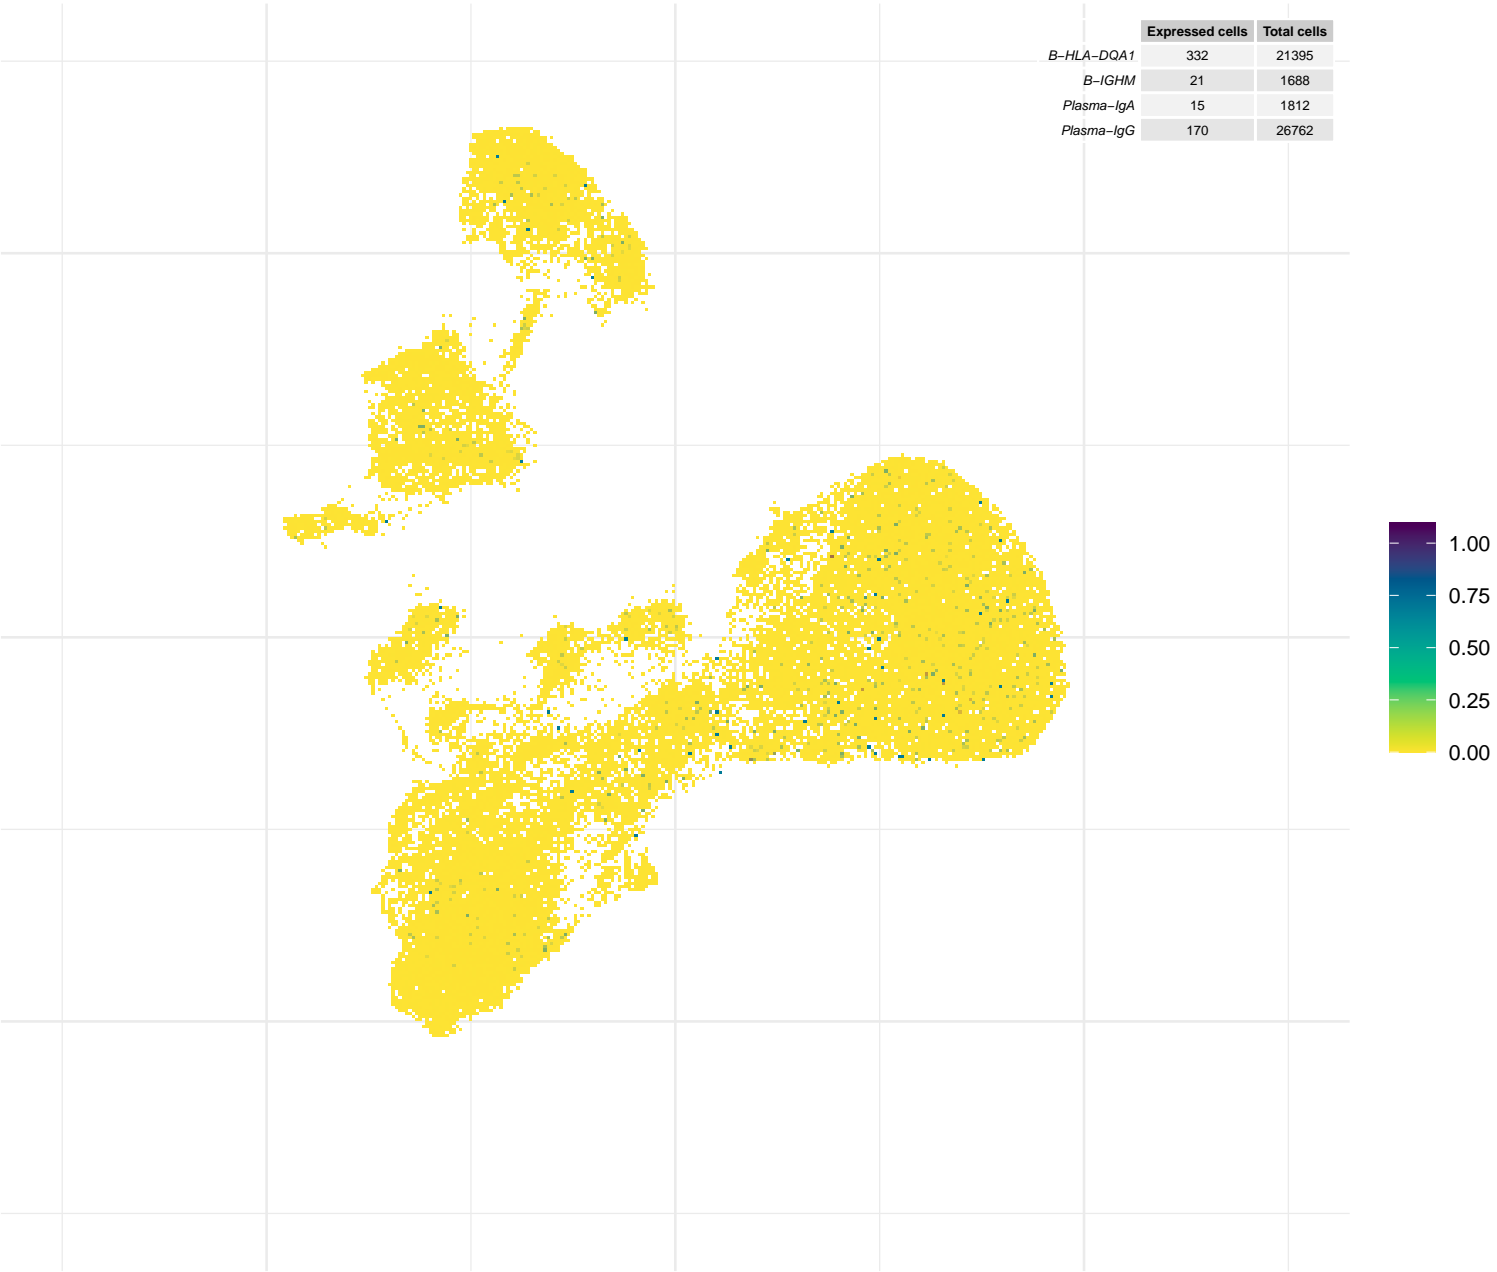 Expressed cells Total cells
B−HLA−DQA1 332 21395
B−IGHM 21 1688
Plasma−IgA 15 1812
Plasma−IgG 170 26762
1.00
0.75
0.50
0.25
0.00